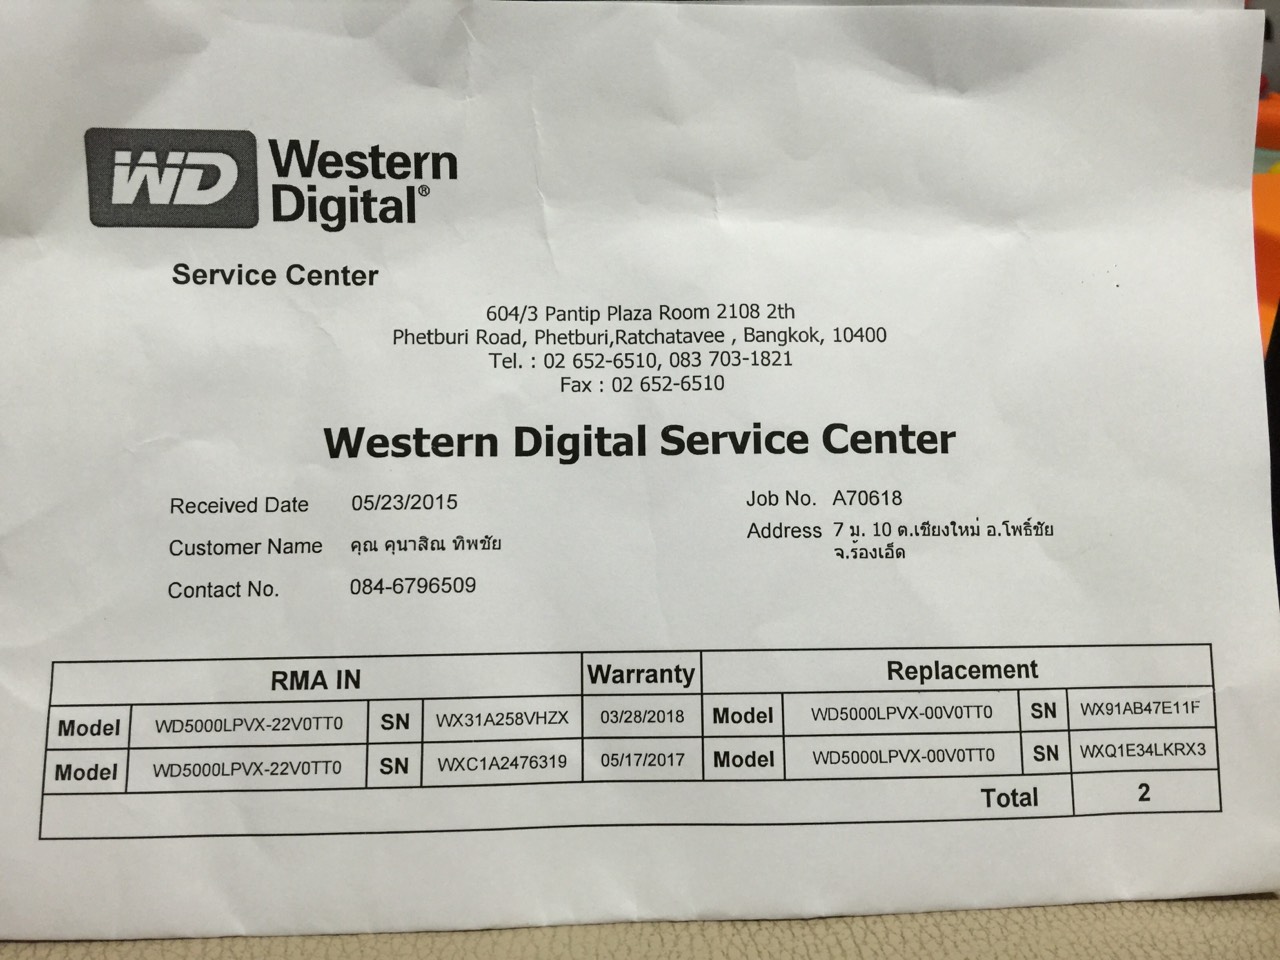 WD Western
Digital®
Service Center
604/3 Pantip Plaza Room 2108 2th
Phetburi Road, Phetburi,Ratchatavee , Bangkok, 10400
Tel. : 02 652-6510, 083 703-1821
Fax : 02 652-6510
Western Digital Service Center
Received Date 05/23/2015 Job No. A70618
Customer Name คุณ คุนาสิณ ทิพชัย Address 7 ม. 10 ต.เชียงใหม่ อ.โพธิ์ชัย
จ.ร้องเอ็ด
Contact No. 084-6796509
RMA IN Warranty Replacement
Model WD5000LPVX-22V0TT0 SN WX31A258VHZX 03/28/2018 Model WD5000LPVX-00V0TT0 SN WX91AB47E11F
Model WD5000LPVX-22V0TT0 SN WXC1A2476319 05/17/2017 Model WD5000LPVX-00V0TT0 SN WXQ1E34LKRX3
Total 2